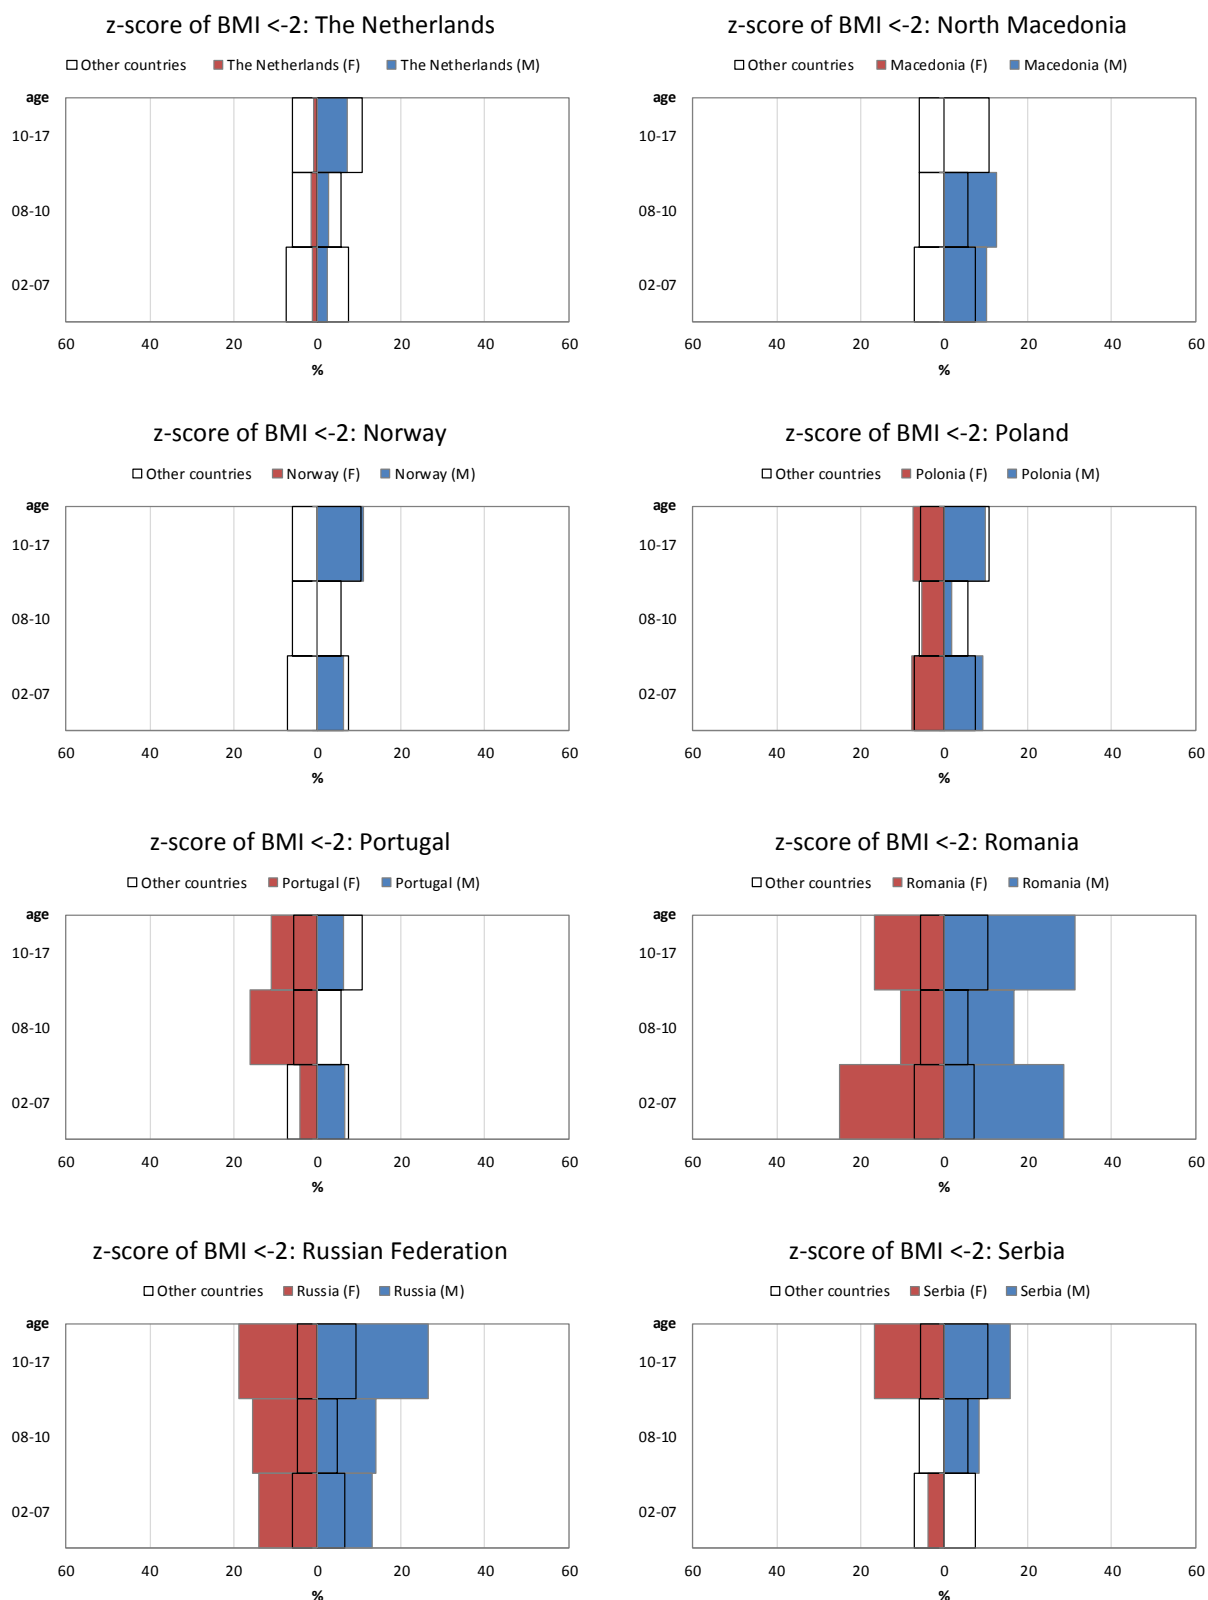 z-score of BMI <-2: The Netherlands
Other countries The Netherlands (F) The Netherlands (M)
age
10-17
08-10
02-07
60 40 20 0 20 40 60
%
z-score of BMI <-2: North Macedonia
Other countries Macedonia (F) Macedonia (M)
age
10-17
08-10
02-07
60 40 20 0 20 40 60
%
z-score of BMI <-2: Norway
Other countries Norway (F) Norway (M)
age
10-17
08-10
02-07
60 40 20 0 20 40 60
%
z-score of BMI <-2: Poland
Other countries Polonia (F) Polonia (M)
age
10-17
08-10
02-07
60 40 20 0 20 40 60
%
z-score of BMI <-2: Portugal
Other countries Portugal (F) Portugal (M)
age
10-17
08-10
02-07
60 40 20 0 20 40 60
%
z-score of BMI <-2: Romania
Other countries Romania (F) Romania (M)
age
10-17
08-10
02-07
60 40 20 0 20 40 60
%
z-score of BMI <-2: Russian Federation
Other countries Russia (F) Russia (M)
age
10-17
08-10
02-07
60 40 20 0 20 40 60
%
z-score of BMI <-2: Serbia
Other countries Serbia (F) Serbia (M)
age
10-17
08-10
02-07
60 40 20 0 20 40 60
%